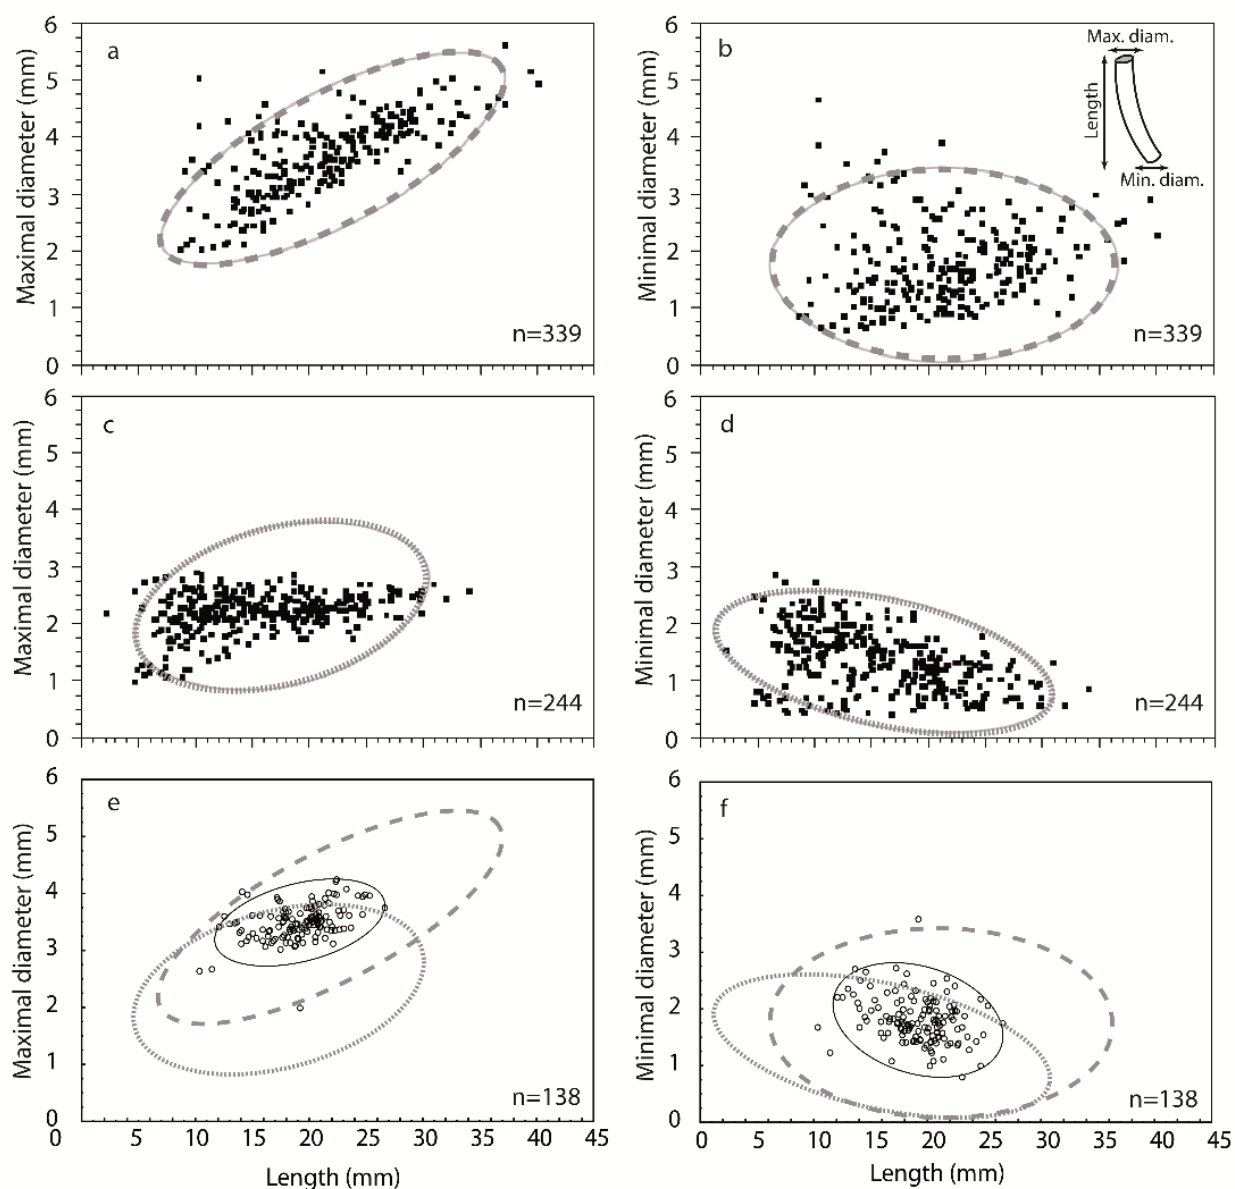 a
6
5
4
3
2
1
0
Maximal diameter (mm)
n=339
b
6
5
4
3
2
1
0
Minimal diameter (mm)
Max. diam.
Length
Min. diam.
n=339
c
6
5
4
3
2
1
0
Maximal diameter (mm)
n=244
d
6
5
4
3
2
1
0
Minimal diameter (mm)
n=244
e
6
5
4
3
2
1
0
Maximal diameter (mm)
n=138
0 5 10 15 20 25 30 35 40 45
Length (mm)
f
6
5
4
3
2
1
0
Minimal diameter (mm)
n=138
0 5 10 15 20 25 30 35 40 45
Length (mm)